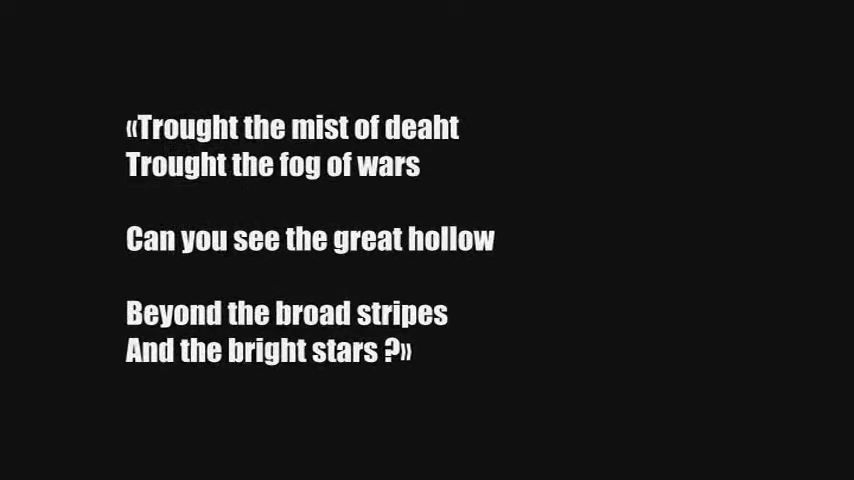 «Trought the mist of deaht
Trought the fog of wars
Can you see the great hollow
Beyond the broad stripes
And the bright stars ?»